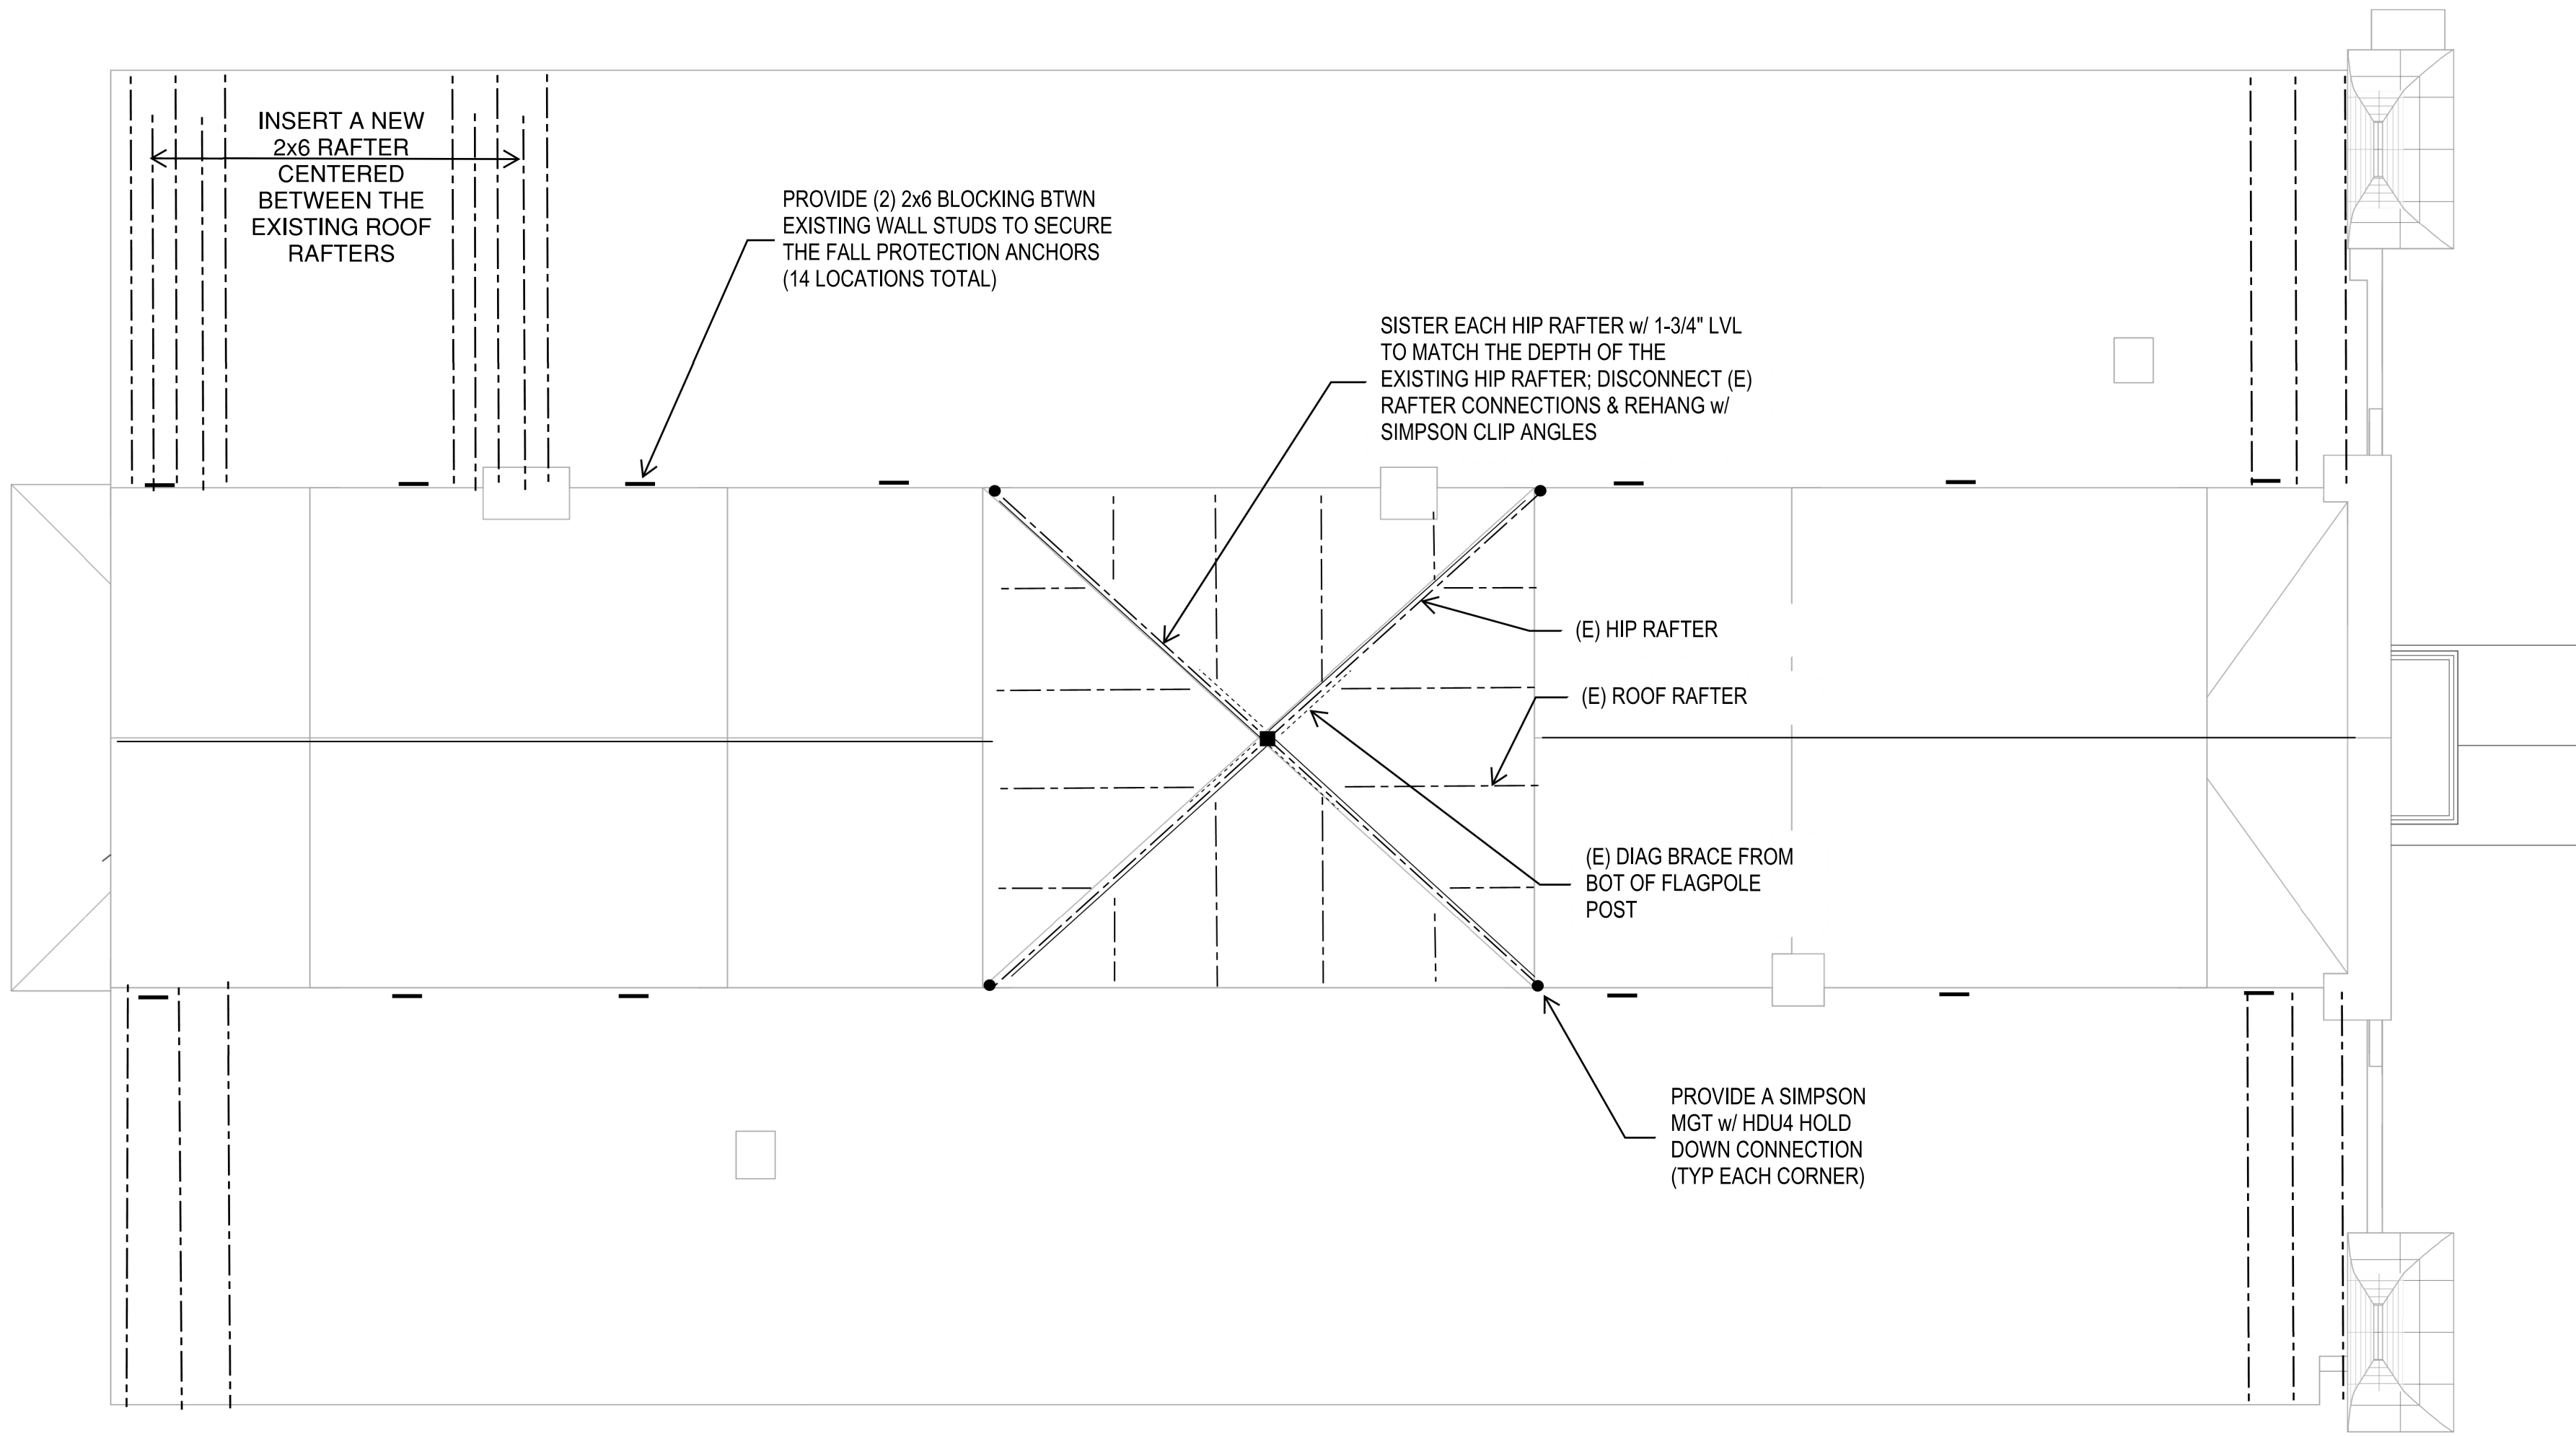 INSERT A NEW
2x6 RAFTER
CENTERED
BETWEEN THE
EXISTING ROOF
RAFTERS
PROVIDE (2) 2x6 BLOCKING BTWN
EXISTING WALL STUDS TO SECURE
THE FALL PROTECTION ANCHORS
(14 LOCATIONS TOTAL)
SISTER EACH HIP RAFTER w/ 1-3/4" LVL
TO MATCH THE DEPTH OF THE
EXISTING HIP RAFTER; DISCONNECT (E)
RAFTER CONNECTIONS & REHANG w/
SIMPSON CLIP ANGLES
(E) HIP RAFTER
(E) ROOF RAFTER
(E) DIAG BRACE FROM
BOT OF FLAGPOLE
POST
PROVIDE A SIMPSON
MGT w/ HDU4 HOLD
DOWN CONNECTION
(TYP EACH CORNER)